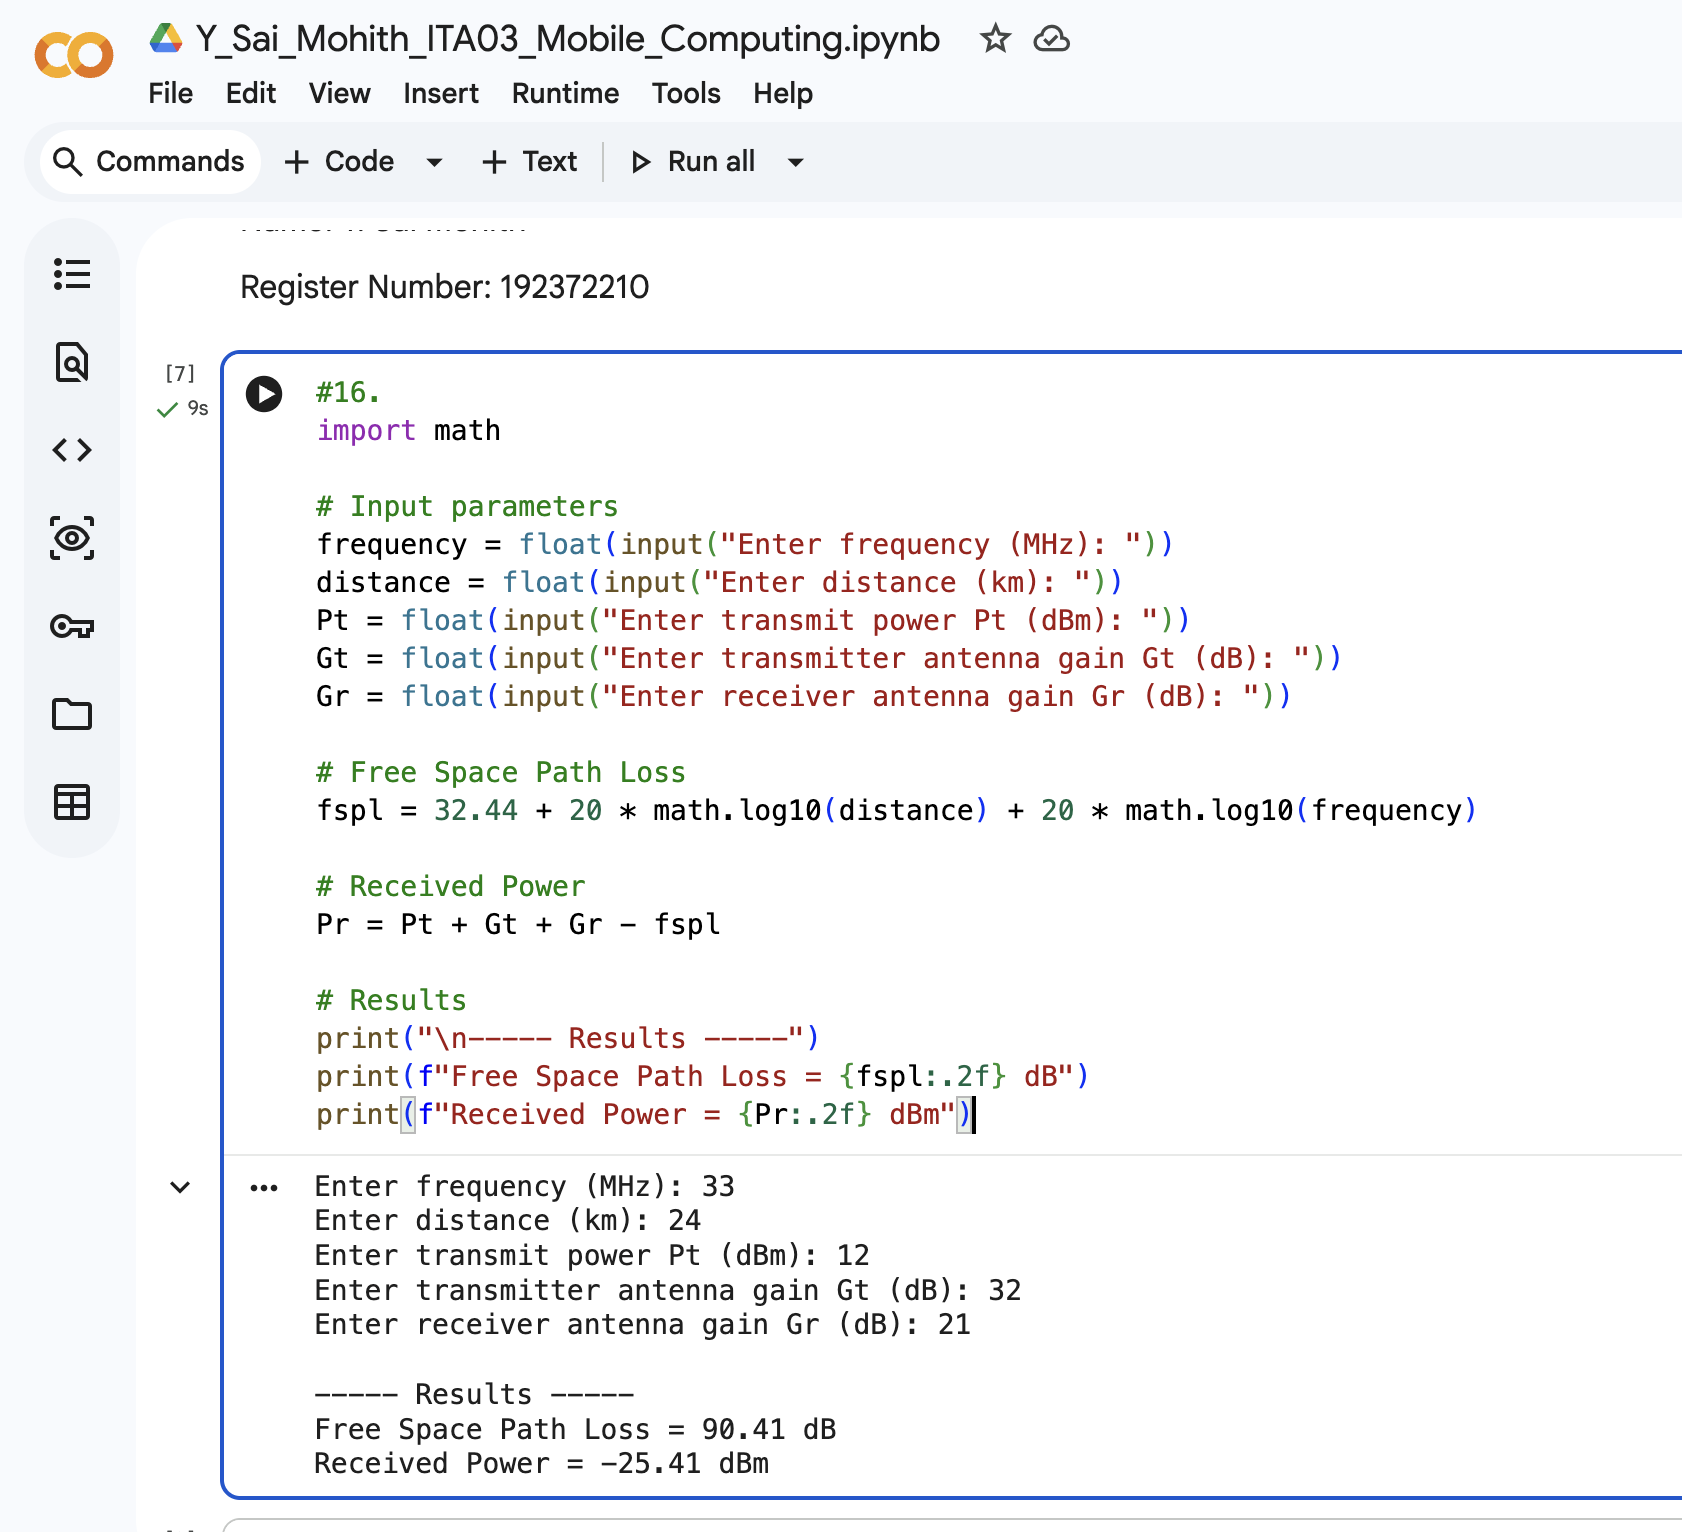 Y_Sai_Mohith_ITA03_Mobile_Computing.ipynb
File Edit View Insert Runtime Tools Help
Commands + Code + Text Run all
Register Number: 192372210
[7]
9s
#16.
import math
# Input parameters
frequency = float(input("Enter frequency (MHz): "))
distance = float(input("Enter distance (km): "))
Pt = float(input("Enter transmit power Pt (dBm): "))
Gt = float(input("Enter transmitter antenna gain Gt (dB): "))
Gr = float(input("Enter receiver antenna gain Gr (dB): "))
# Free Space Path Loss
fspl = 32.44 + 20 * math.log10(distance) + 20 * math.log10(frequency)
# Received Power
Pr = Pt + Gt + Gr - fspl
# Results
print("\n----- Results -----")
print(f"Free Space Path Loss = {fspl:.2f} dB")
print(f"Received Power = {Pr:.2f} dBm")
Enter frequency (MHz): 33
Enter distance (km): 24
Enter transmit power Pt (dBm): 12
Enter transmitter antenna gain Gt (dB): 32
Enter receiver antenna gain Gr (dB): 21
----- Results -----
Free Space Path Loss = 90.41 dB
Received Power = -25.41 dBm